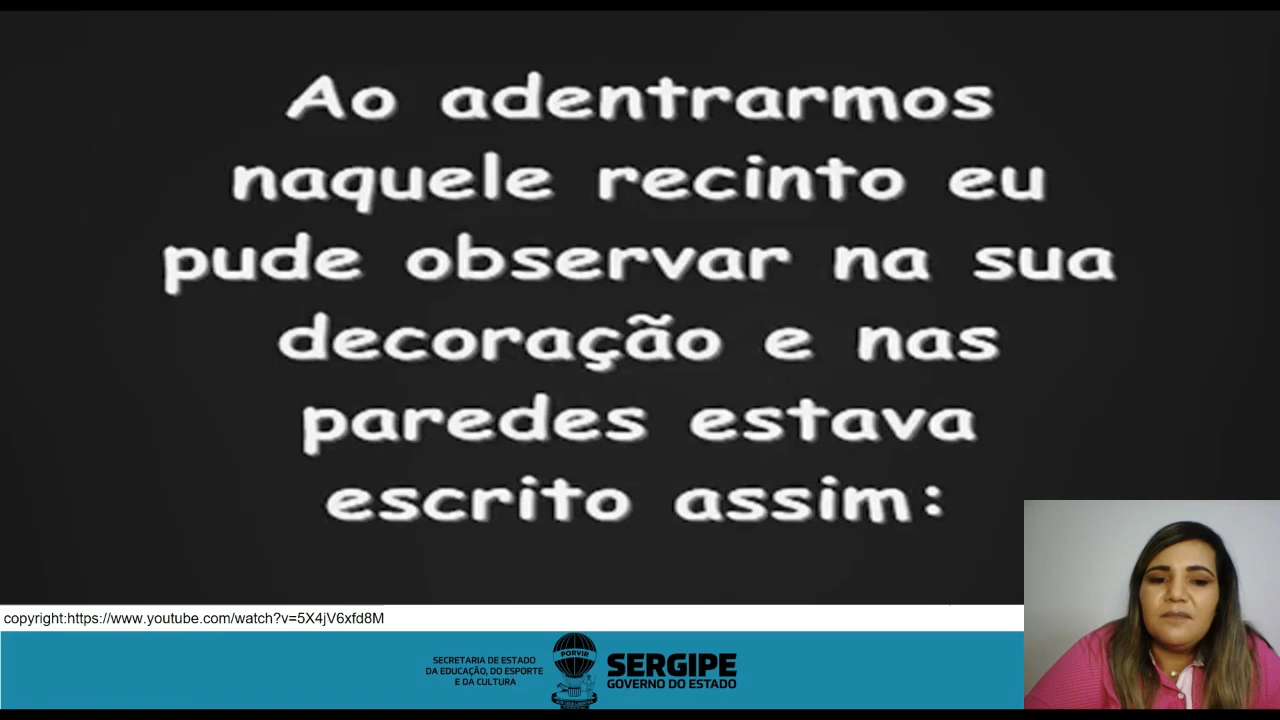 Ao adentrarmos
naquele recinto eu
pude observar na sua
decoração e nas
paredes estava
escrito assim:
copyright:https://www.youtube.com/watch?v=5X4jV6xfd8M
SECRETARIA DE ESTADO
DA EDUCAÇÃO, DO ESPORTE
E DA CULTURA
PORVIR
SERGIPE
GOVERNO DO ESTADO